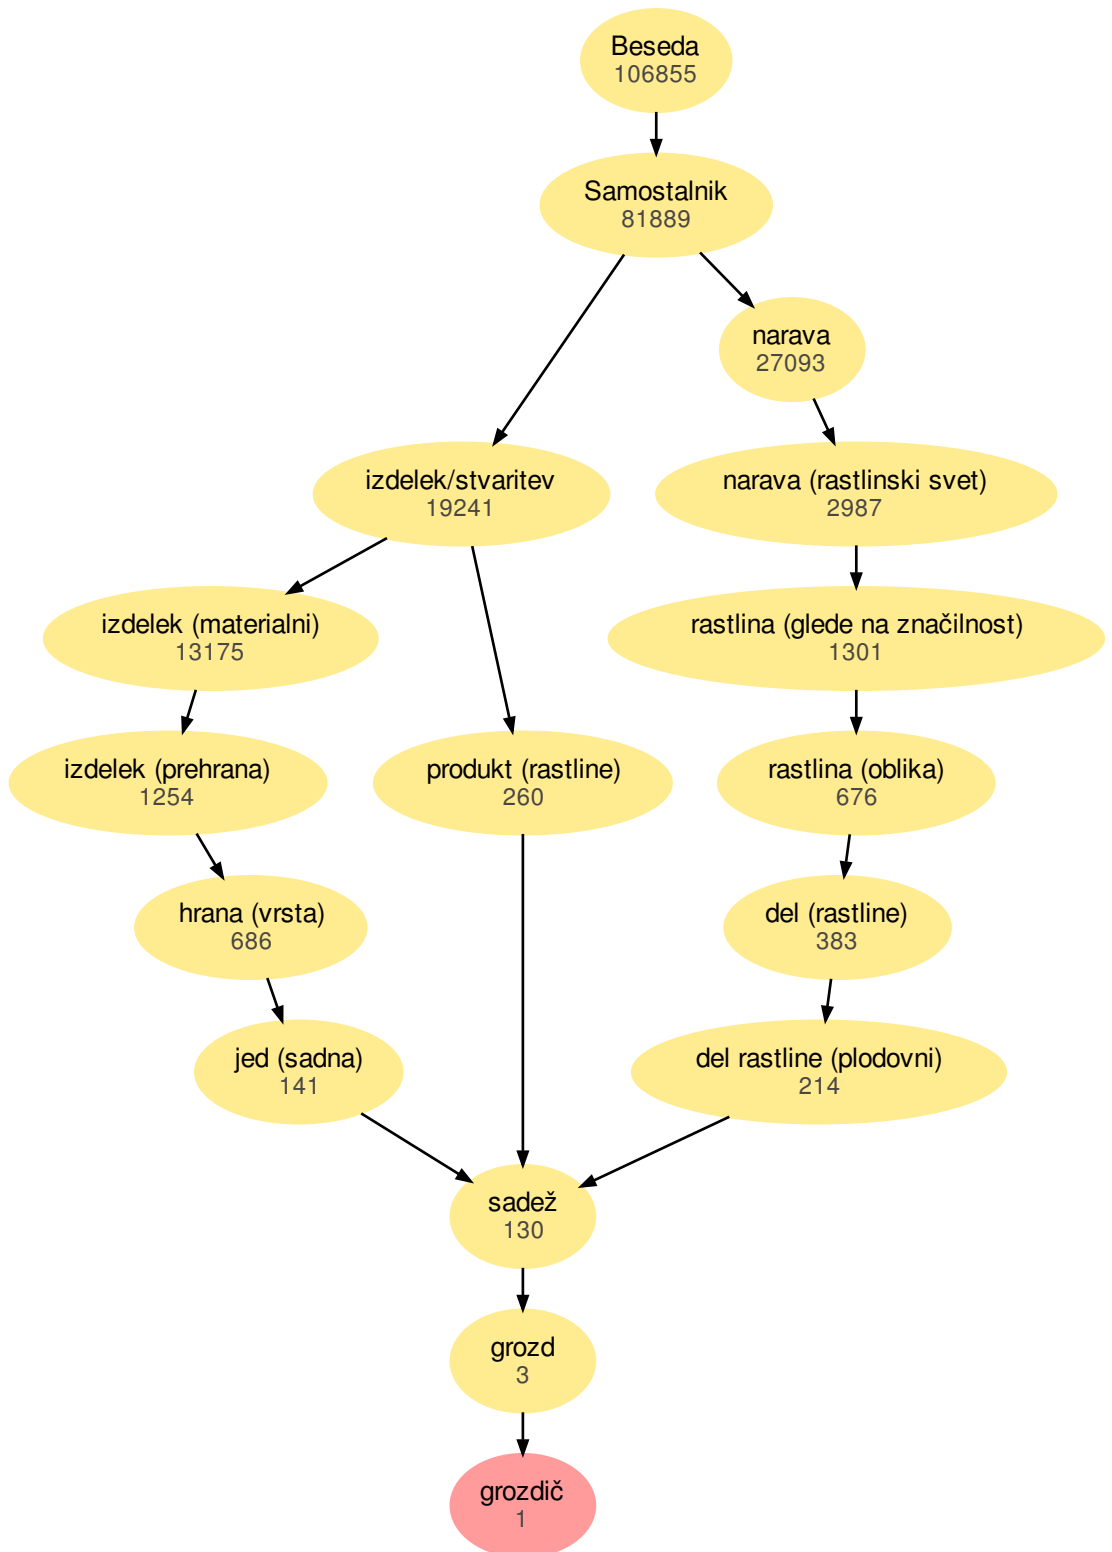 Beseda
106855
Samostalnik
81889
narava
27093
izdelek/stvaritev
19241
narava (rastlinski svet)
2987
izdelek (materialni)
13175
rastlina (glede na značilnost)
1301
izdelek (prehrana)
1254
produkt (rastline)
260
rastlina (oblika)
676
hrana (vrsta)
686
del (rastline)
383
jed (sadna)
141
del rastline (plodovni)
214
sadež
130
grozd
3
grozdič
1